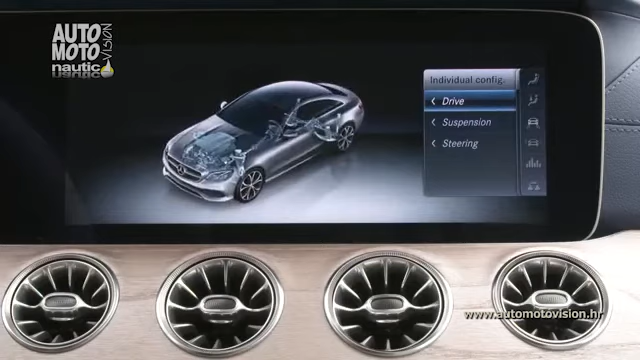 AUTO
MOTO
VISION
nautic
Individual config.
Drive
Suspension
Steering
www.automotovision.hr